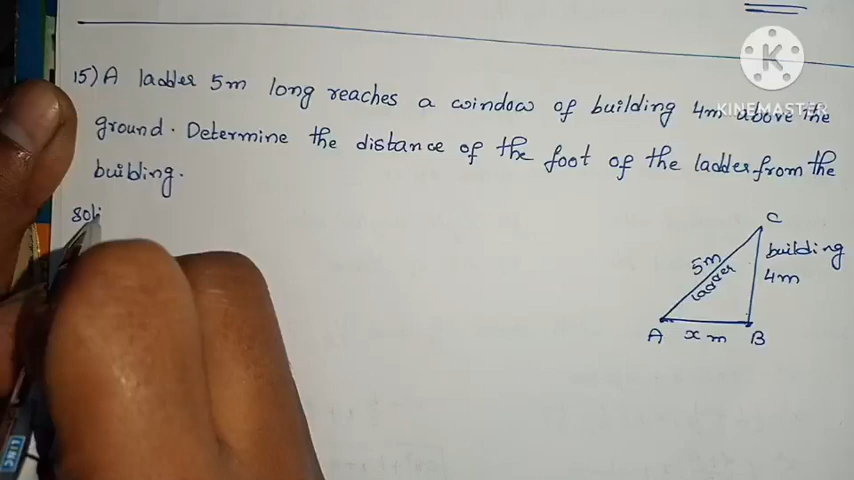 K
KINEMASTER
15) A ladder 5m long reaches a window of building 4m above the
ground. Determine the distance of the foot of the ladder from the
building.
sol:
C
5m
ladder
building
4m
A x m B
LINC